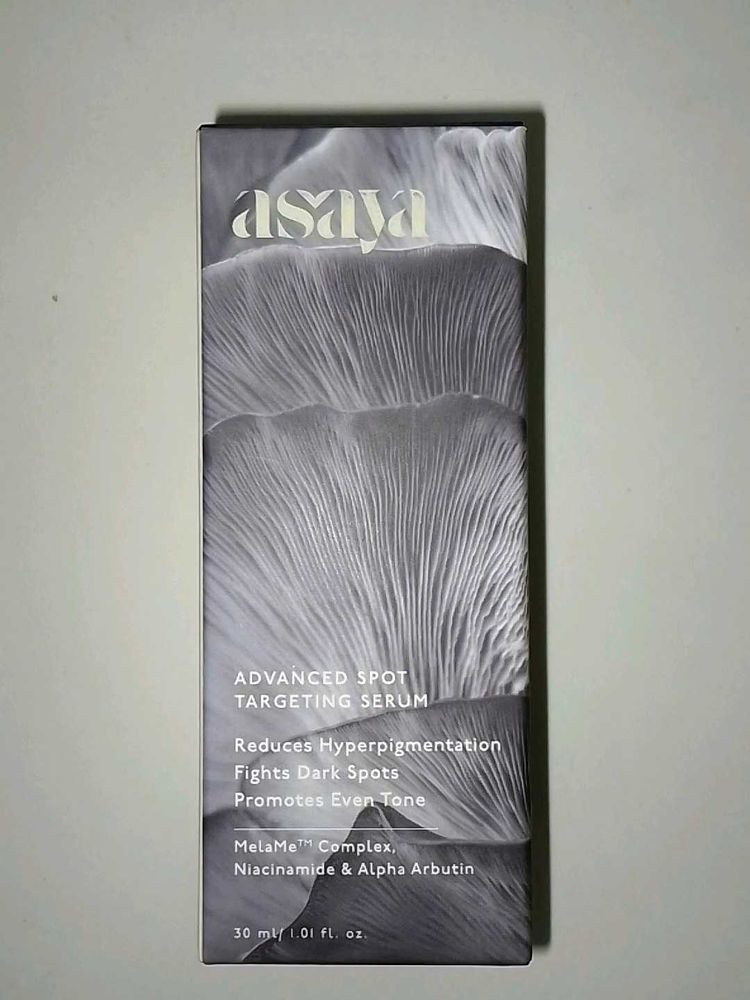 asaya
ADVANCED SPOT
TARGETING SERUM
Reduces Hyperpigmentation
Fights Dark Spots
Promotes Even Tone
MelaMe™ Complex,
Niacinamide & Alpha Arbutin
30 ml/ 1.01 fl. oz.